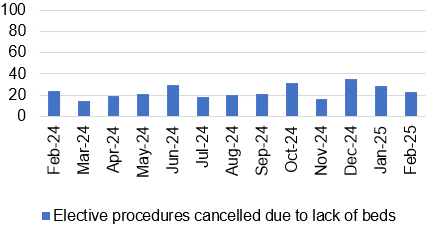 100
80
60
40
20
0
Feb-24
Mar-24
Apr-24
May-24
Jun-24
Jul-24
Aug-24
Sep-24
Oct-24
Nov-24
Dec-24
Jan-25
Feb-25
Elective procedures cancelled due to lack of beds